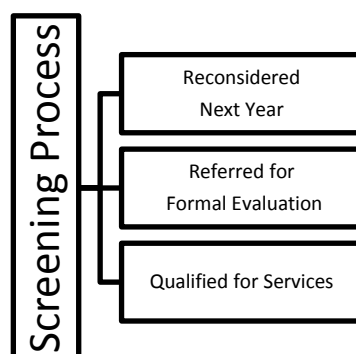 Screening Process
Reconsidered
Next Year
Referred for
Formal Evaluation
Qualified for Services